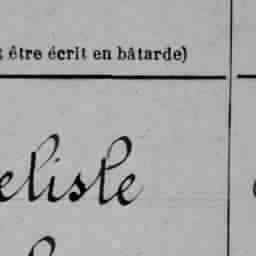 t être écrit en bâtarde)
elisle